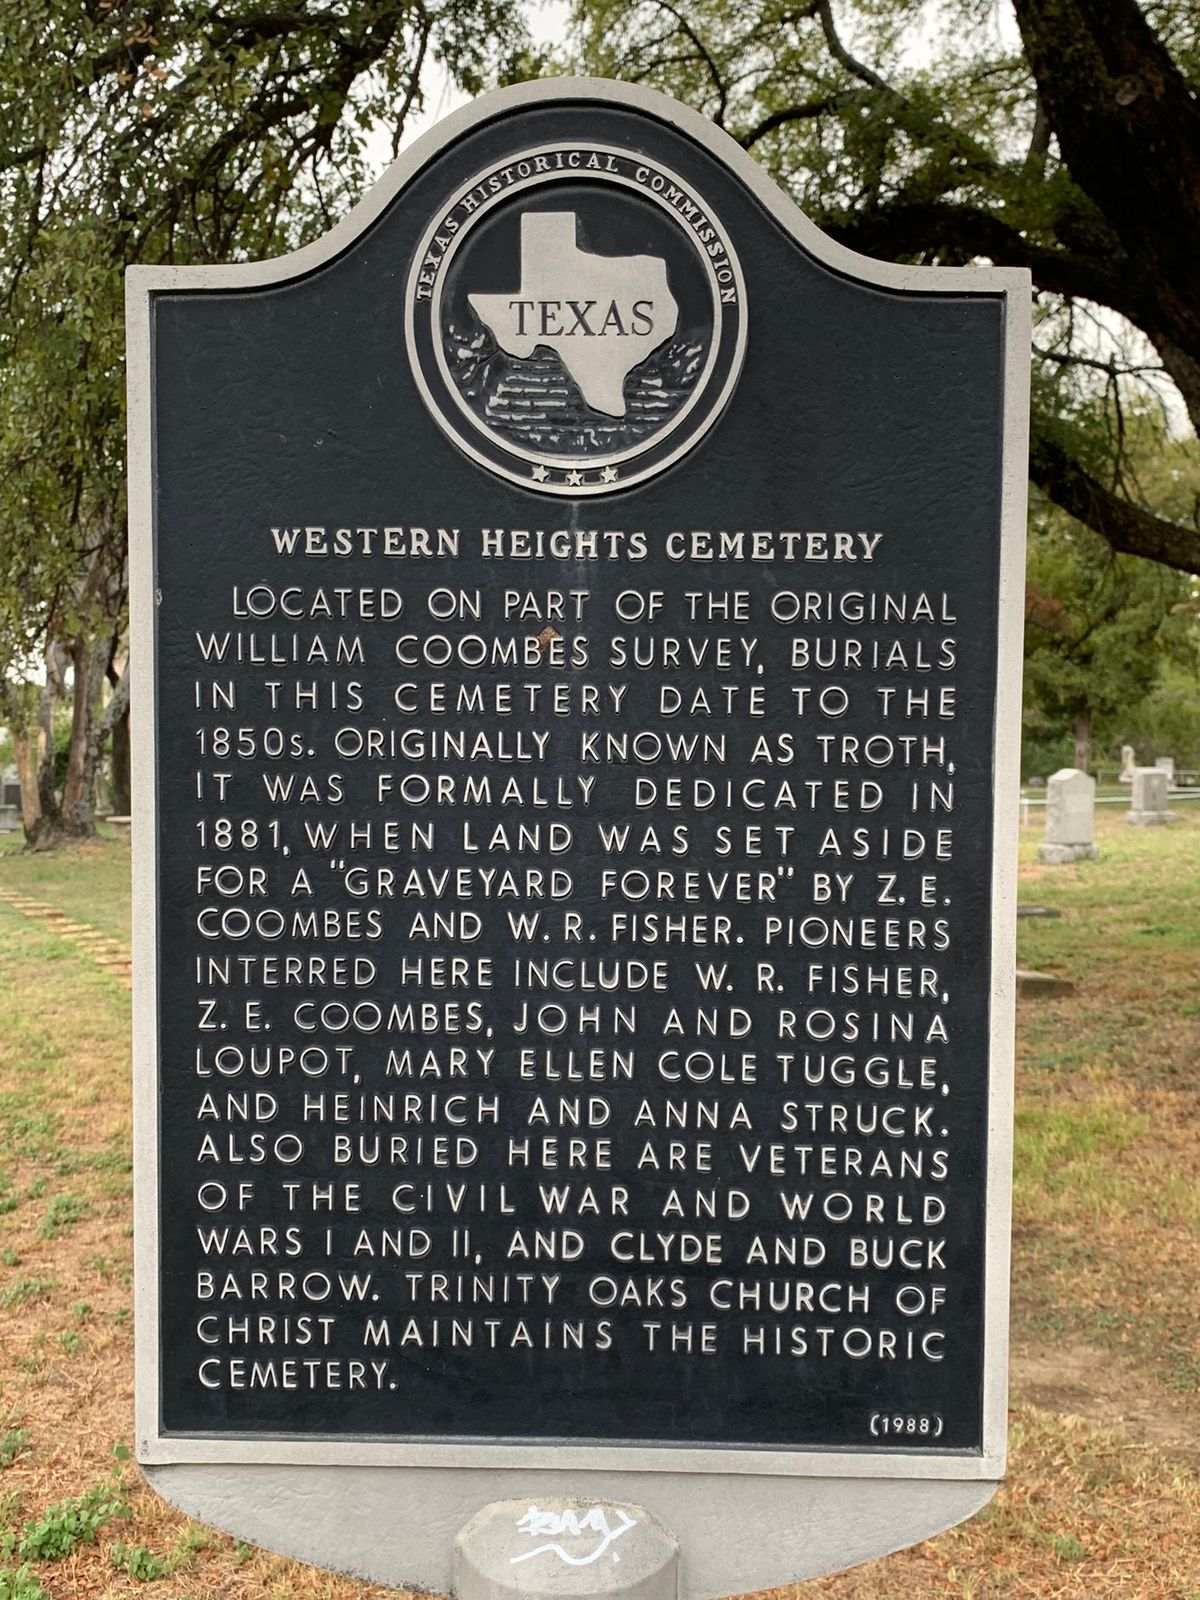 TEXAS HISTORICAL COMMISSION
TEXAS
WESTERN HEIGHTS CEMETERY
LOCATED ON PART OF THE ORIGINAL
WILLIAM COOMBES SURVEY, BURIALS
IN THIS CEMETERY DATE TO THE
1850s. ORIGINALLY KNOWN AS TROTH,
IT WAS FORMALLY DEDICATED IN
1881, WHEN LAND WAS SET ASIDE
FOR A "GRAVEYARD FOREVER" BY Z. E.
COOMBES AND W. R. FISHER. PIONEERS
INTERRED HERE INCLUDE W. R. FISHER,
Z. E. COOMBES, JOHN AND ROSINA
LOUPOT, MARY ELLEN COLE TUGGLE,
AND HEINRICH AND ANNA STRUCK.
ALSO BURIED HERE ARE VETERANS
OF THE CIVIL WAR AND WORLD
WARS I AND II, AND CLYDE AND BUCK
BARROW. TRINITY OAKS CHURCH OF
CHRIST MAINTAINS THE HISTORIC
CEMETERY.
(1988)